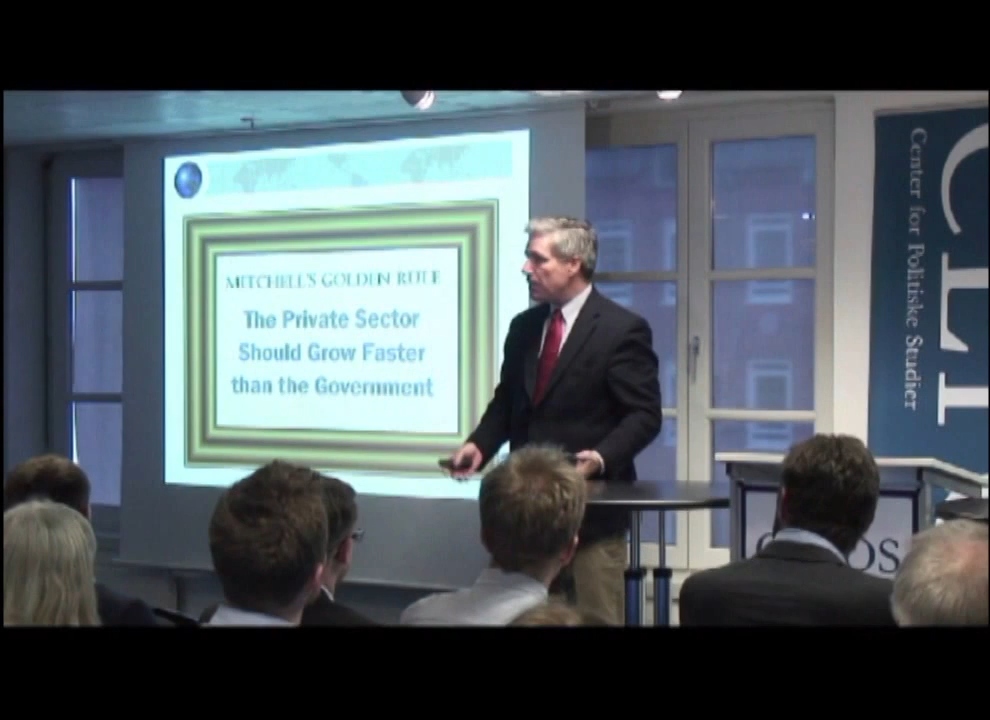 MITCHELL'S GOLDEN RULE
The Private Sector
Should Grow Faster
than the Government
Center for Politiske Studier